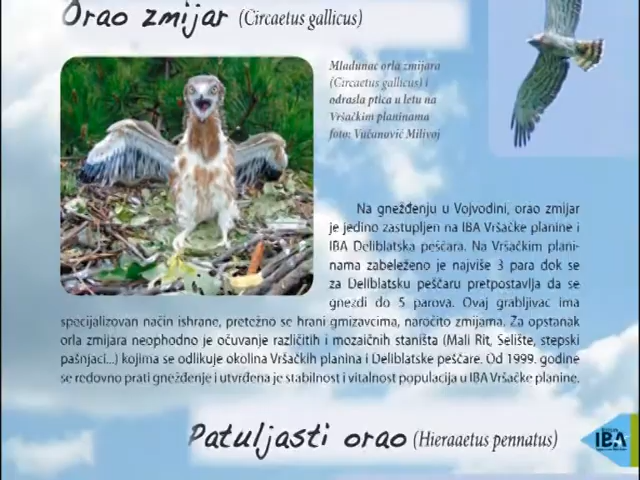 Orao zmijar (Circaetus gallicus)
Mladunac orla zmijara
(Circaetus gallicus) i
odrasla ptica u letu na
Vršačkim planinama
foto: Vučanović Milivoj
Na gnežđenju u Vojvodini, orao zmijar
je jedino zastupljen na IBA Vršačke planine i
IBA Deliblatska peščara. Na Vršačkim plani-
nama zabeleženo je najviše 3 para dok se
za Deliblatsku peščaru pretpostavlja da se
gnezdi do 5 parova. Ovaj grabljivac ima
specijalizovan način ishrane, pretežno se hrani gmizavcima, naročito zmijama. Za opstanak
orla zmijara neophodno je očuvanje različitih i mozaičnih staništa (Mali Rit, Selište, stepski
pašnjaci...) kojima se odlikuje okolina Vršačkih planina i Deliblatske peščare. Od 1999. godine
se redovno prati gnežđenje i utvrđena je stabilnost i vitalnost populacija u IBA Vršačke planine.
Patuljasti orao (Hieraaetus pennatus)
IBA